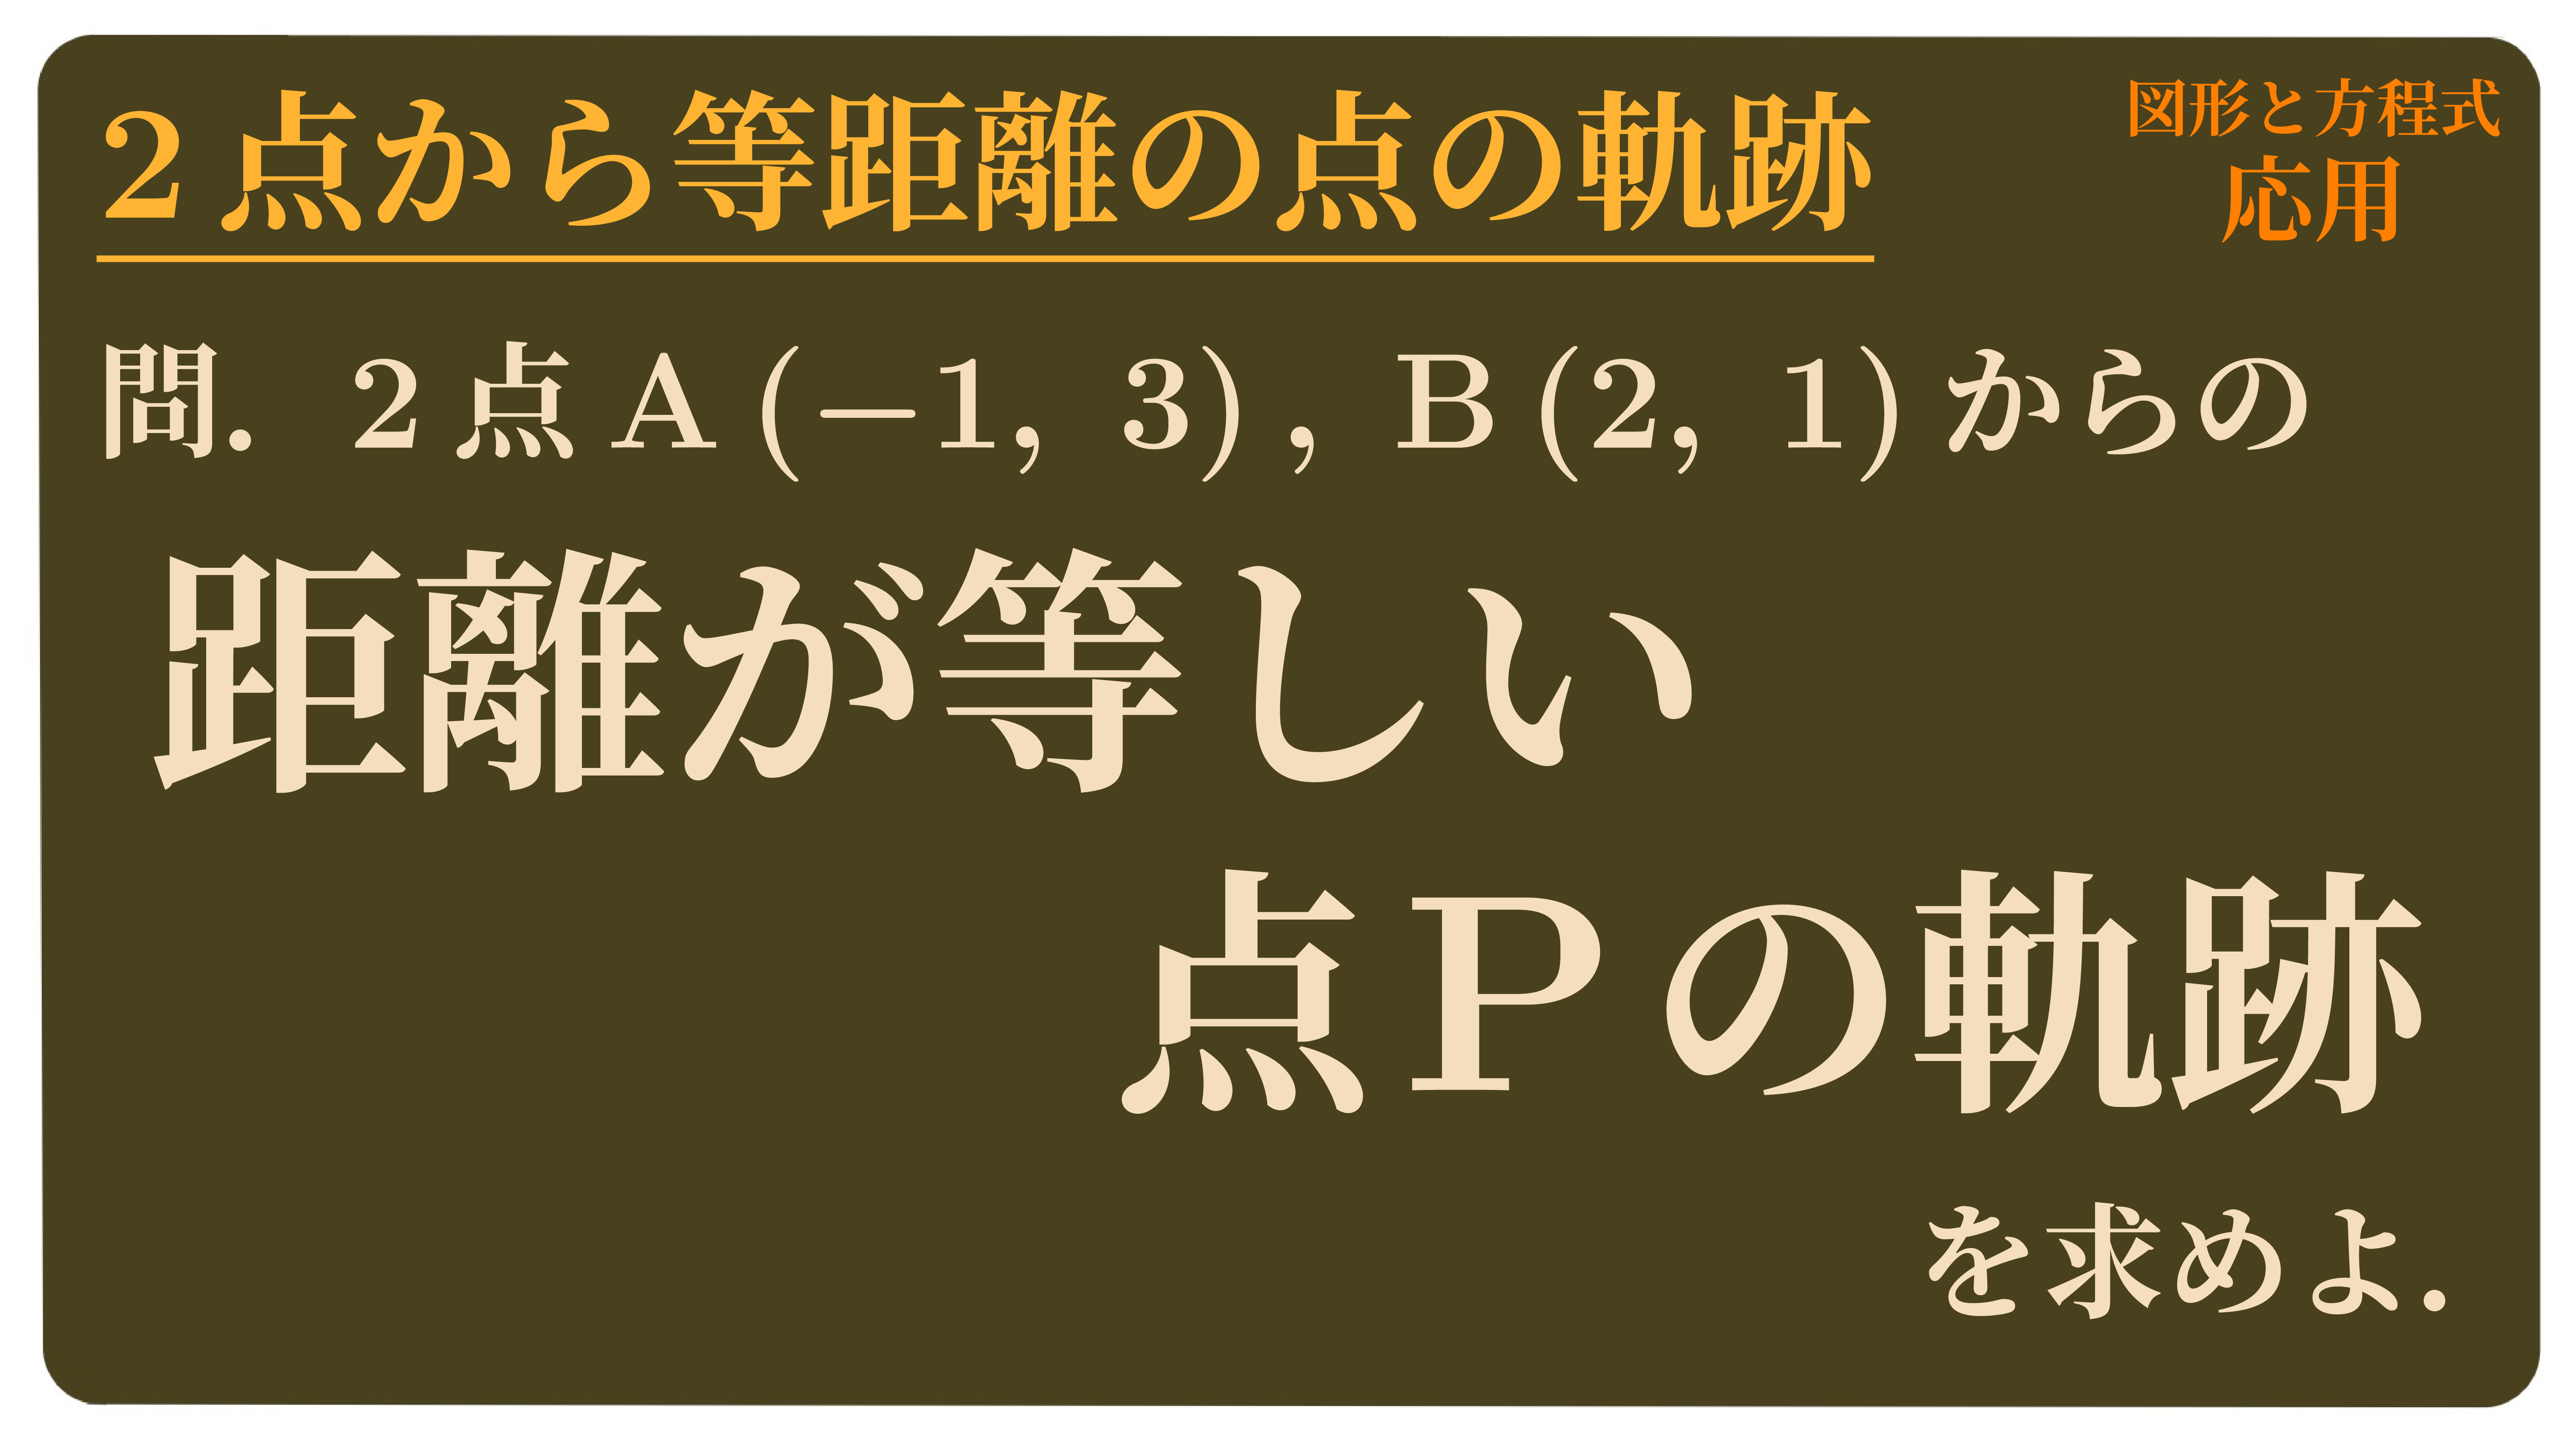 2点から等距離の点の軌跡
図形と方程式
応用
問. 2点 A (−1, 3) , B (2, 1) からの
距離が等しい
点Pの軌跡
を求めよ.